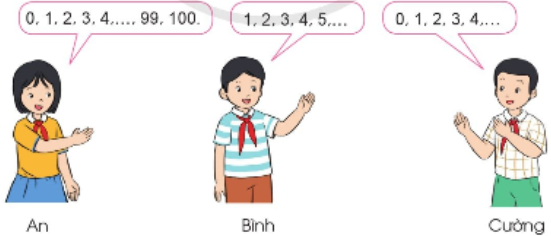 0, 1, 2, 3, 4,..., 99, 100.
1, 2, 3, 4, 5,...
0, 1, 2, 3, 4,...
An
Bình
Cường